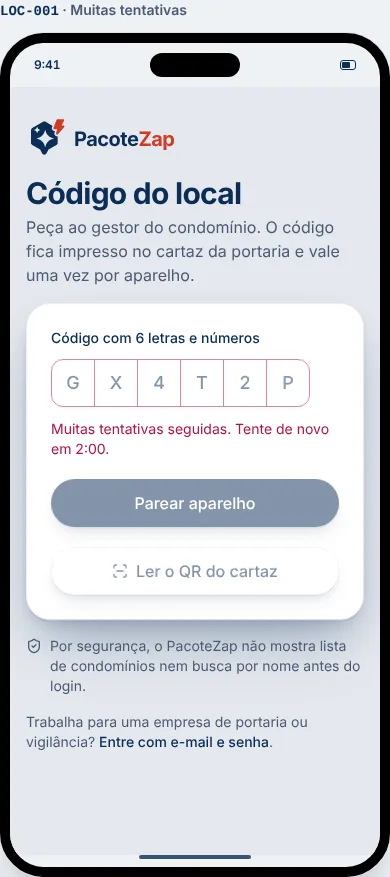 LOC-001 · Muitas tentativas
9:41
PacoteZap
Código do local
Peça ao gestor do condomínio. O código
fica impresso no cartaz da portaria e vale
uma vez por aparelho.
Código com 6 letras e números
G X 4 T 2 P
Muitas tentativas seguidas. Tente de novo
em 2:00.
Parear aparelho
Ler o QR do cartaz
Por segurança, o PacoteZap não mostra lista
de condomínios nem busca por nome antes do
login.
Trabalha para uma empresa de portaria ou
vigilância? Entre com e-mail e senha.